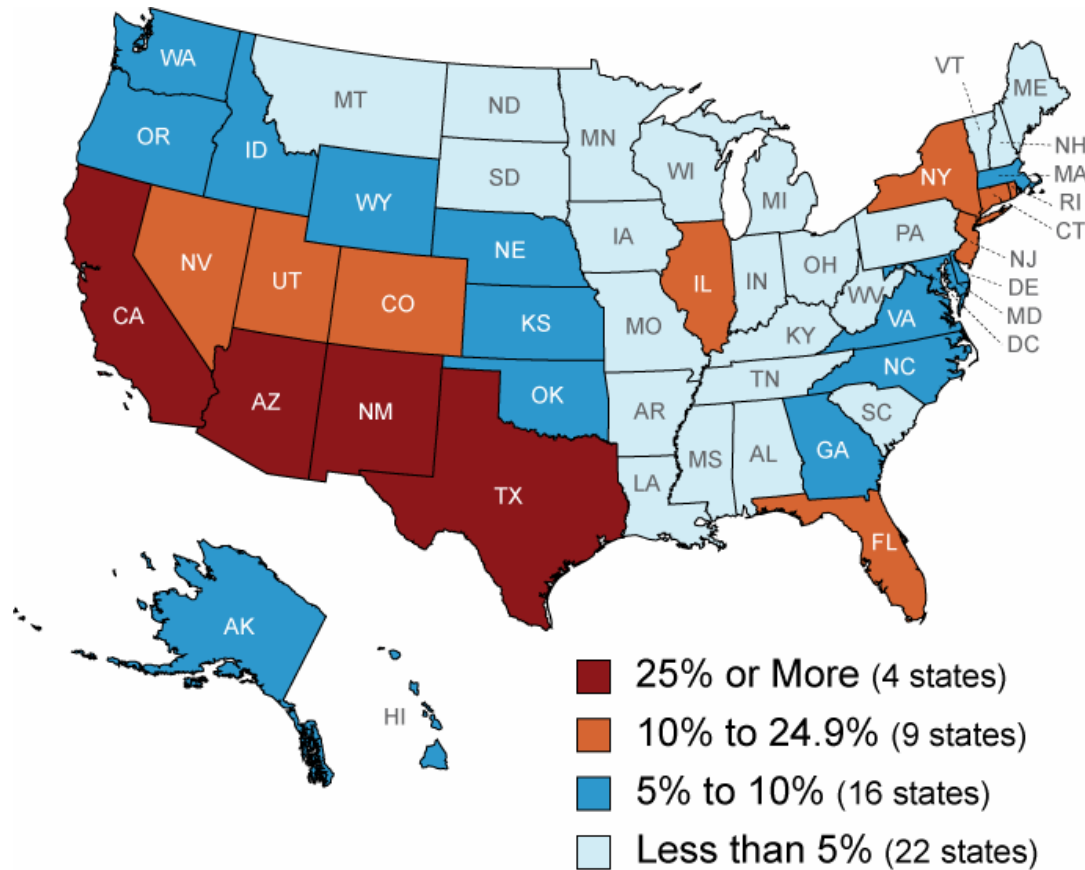 WA
MT
ND
MN
VT
ME
OR
ID
SD
WI
MI
NY
NH
MA
RI
CT
WY
IA
NE
PA
NJ
NV
UT
CO
IL
IN
OH
DE
MD
DC
CA
KS
MO
WV
VA
KY
AZ
NM
OK
AR
TN
NC
SC
MS
AL
GA
LA
TX
FL
AK
HI
25% or More (4 states)
10% to 24.9% (9 states)
5% to 10% (16 states)
Less than 5% (22 states)